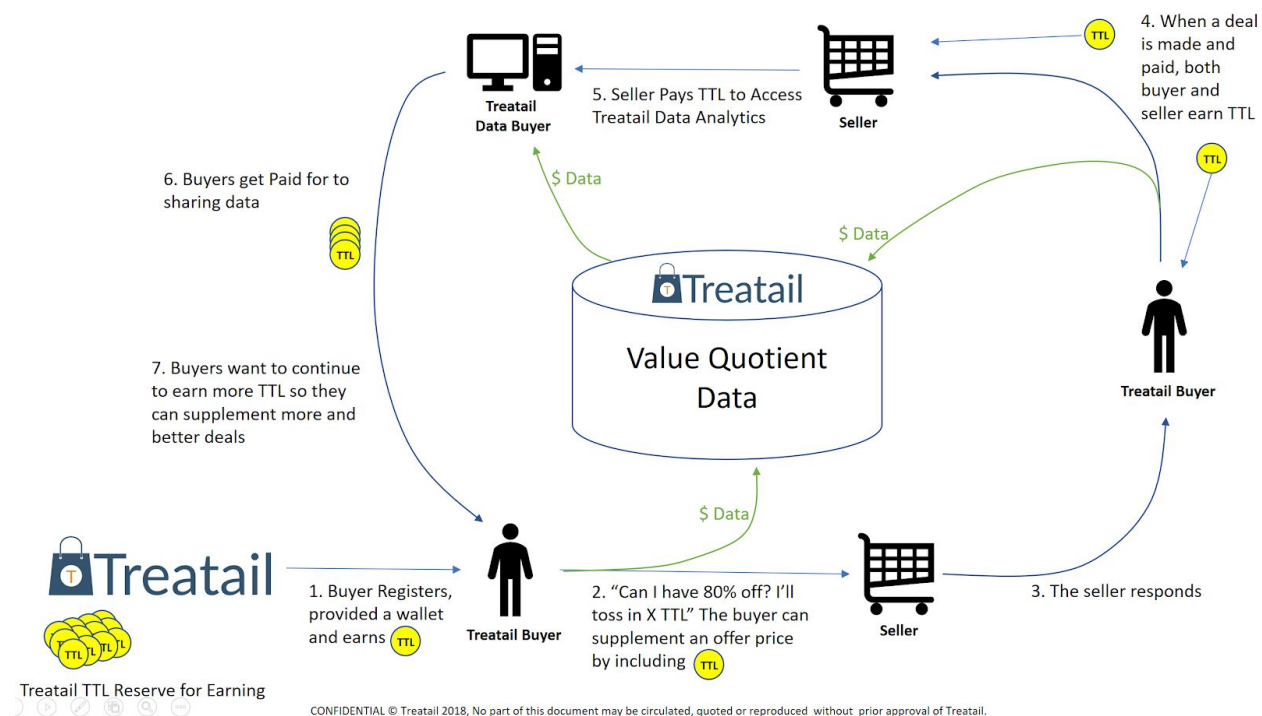 TTL
4. When a deal
is made and
paid, both
buyer and
seller earn TTL
TTL
Treatail
Data Buyer
5. Seller Pays TTL to Access
Treatail Data Analytics
Seller
6. Buyers get Paid for to
sharing data
TTL
$ Data
$ Data
T
Treatail
Value Quotient
Data
7. Buyers want to continue
to earn more TTL so they
can supplement more and
better deals
Treatail Buyer
$ Data
T
Treatail
1. Buyer Registers,
provided a wallet
and earns TTL
Treatail Buyer
2. “Can I have 80% off? I’ll
toss in X TTL” The buyer can
supplement an offer price
by including TTL
Seller
3. The seller responds
TTL
Treatail TTL Reserve for Earning
CONFIDENTIAL © Treatail 2018, No part of this document may be circulated, quoted or reproduced without prior approval of Treatail.